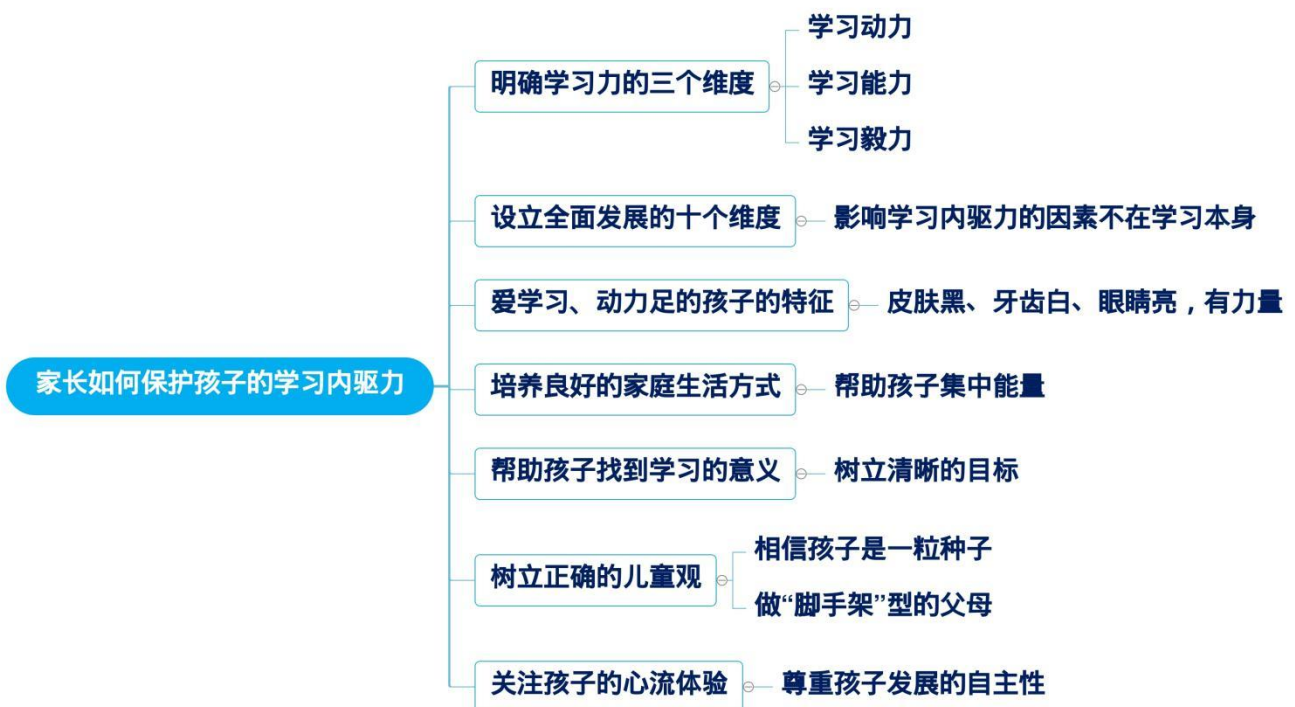 学习动力
明确学习力的三个维度
学习能力
学习毅力
设立全面发展的十个维度
影响学习内驱力的因素不在学习本身
爱学习、动力足的孩子的特征
皮肤黑、牙齿白、眼睛亮，有力量
家长如何保护孩子的学习内驱力
培养良好的家庭生活方式
帮助孩子集中能量
帮助孩子找到学习的意义
树立清晰的目标
树立正确的儿童观
相信孩子是一粒种子
做“脚手架”型的父母
关注孩子的心流体验
尊重孩子发展的自主性